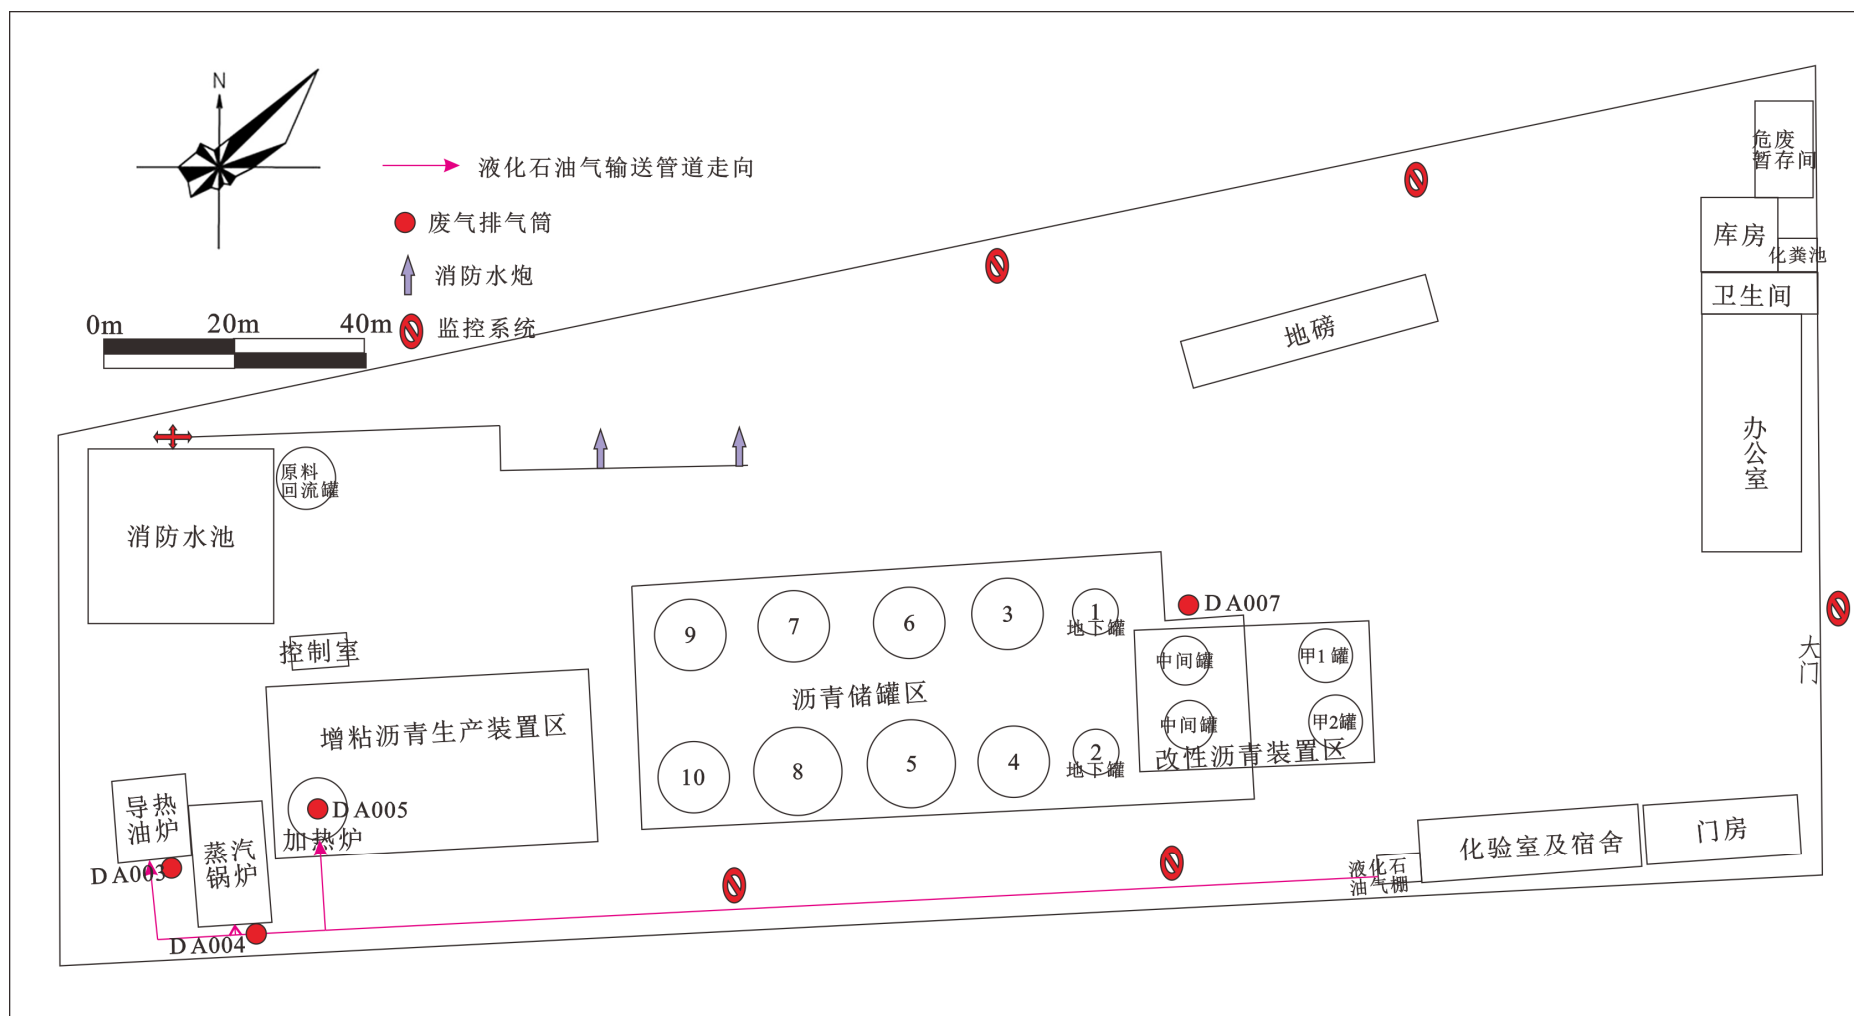 N
液化石油气输送管道走向
废气排气筒
消防水炮
监控系统
0m 20m 40m
危废
暂存间
库房
化粪池
卫生间
地磅
办公室
原料
回流罐
消防水池
控制室
增粘沥青生产装置区
DA005
加热炉
导热
油炉
蒸汽
锅炉
DA003
DA004
9
7
6
3
1
地下罐
沥青储罐区
10
8
5
4
2
地下罐
DA007
中间罐
甲1罐
中间罐
甲2罐
改性沥青装置区
大门
液化石
油气棚
化验室及宿舍
门房